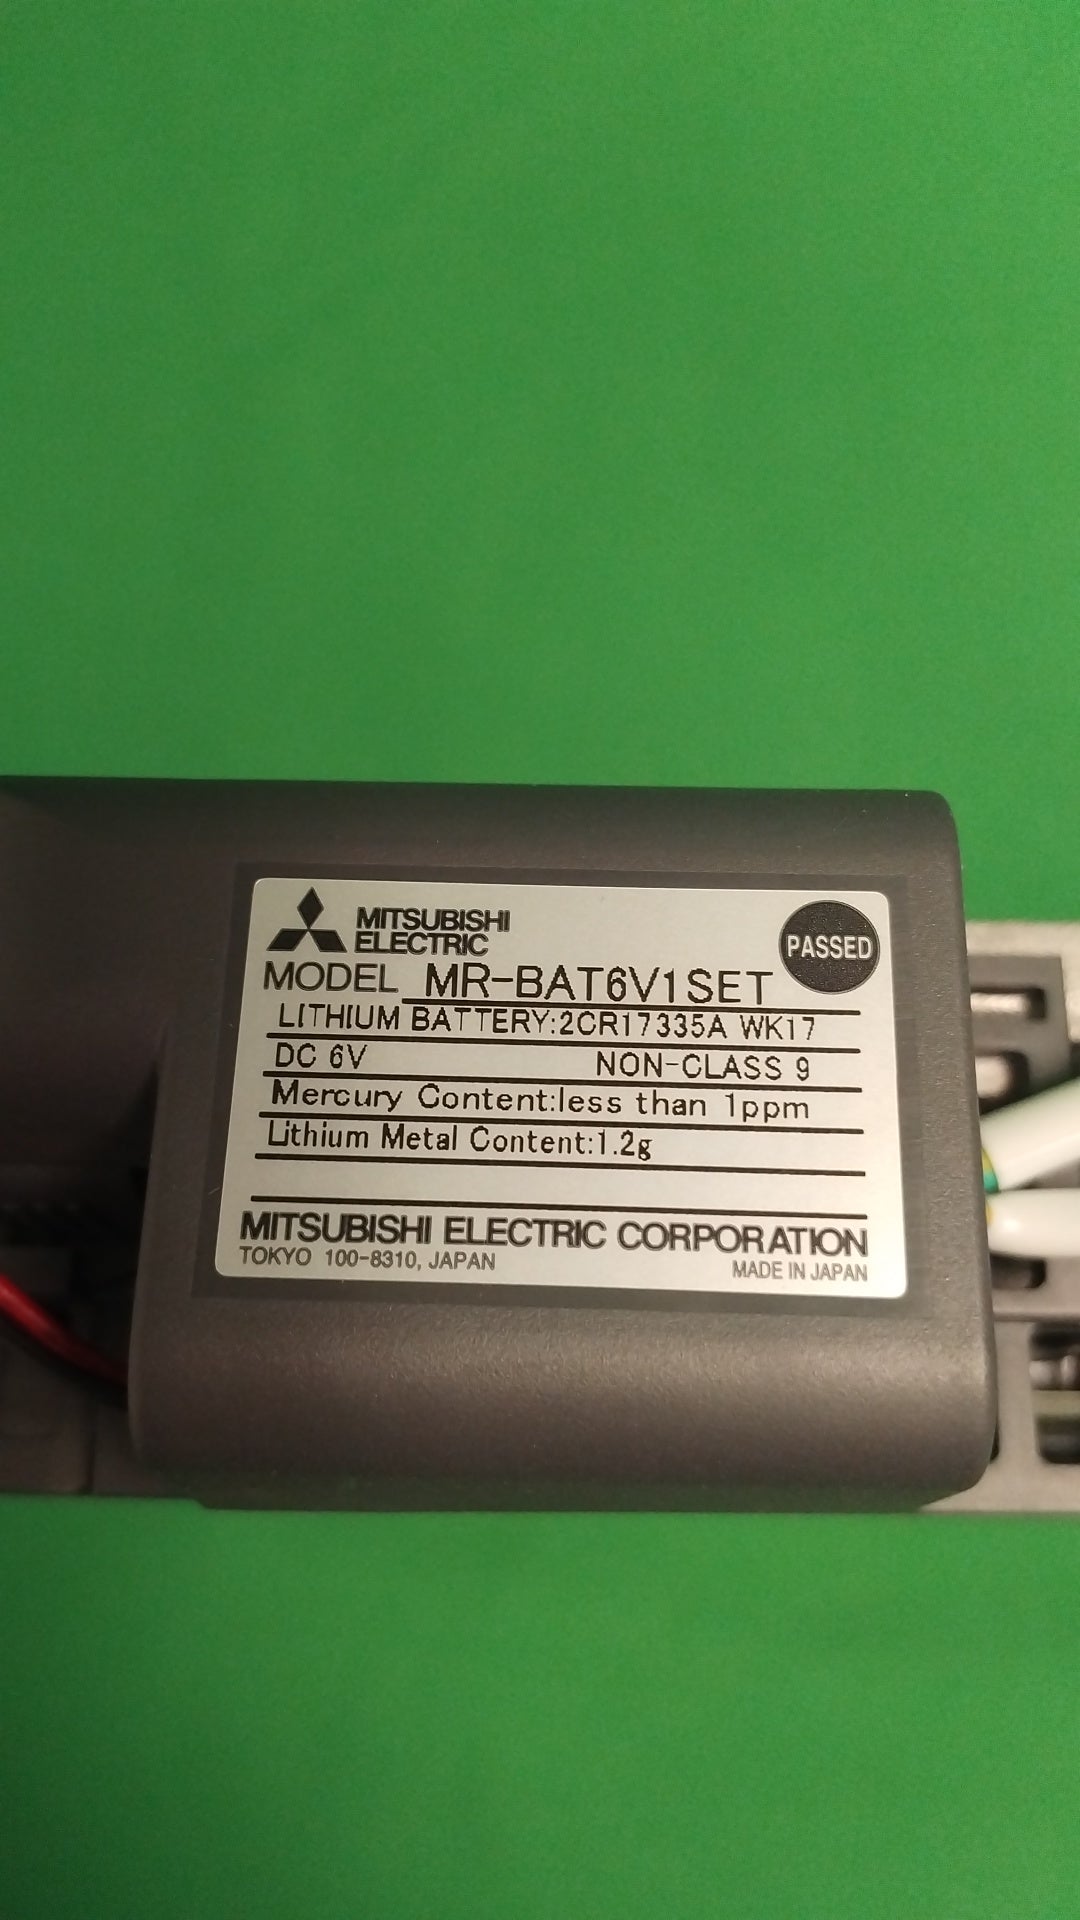 MITSUBISHI
ELECTRIC
PASSED
MODEL MR-BAT6V1SET
LITHIUM BATTERY:2CR17335A WK17
DC 6V NON-CLASS 9
Mercury Content:less than 1ppm
Lithium Metal Content:1.2g
MITSUBISHI ELECTRIC CORPORATION
TOKYO 100-8310, JAPAN
MADE IN JAPAN